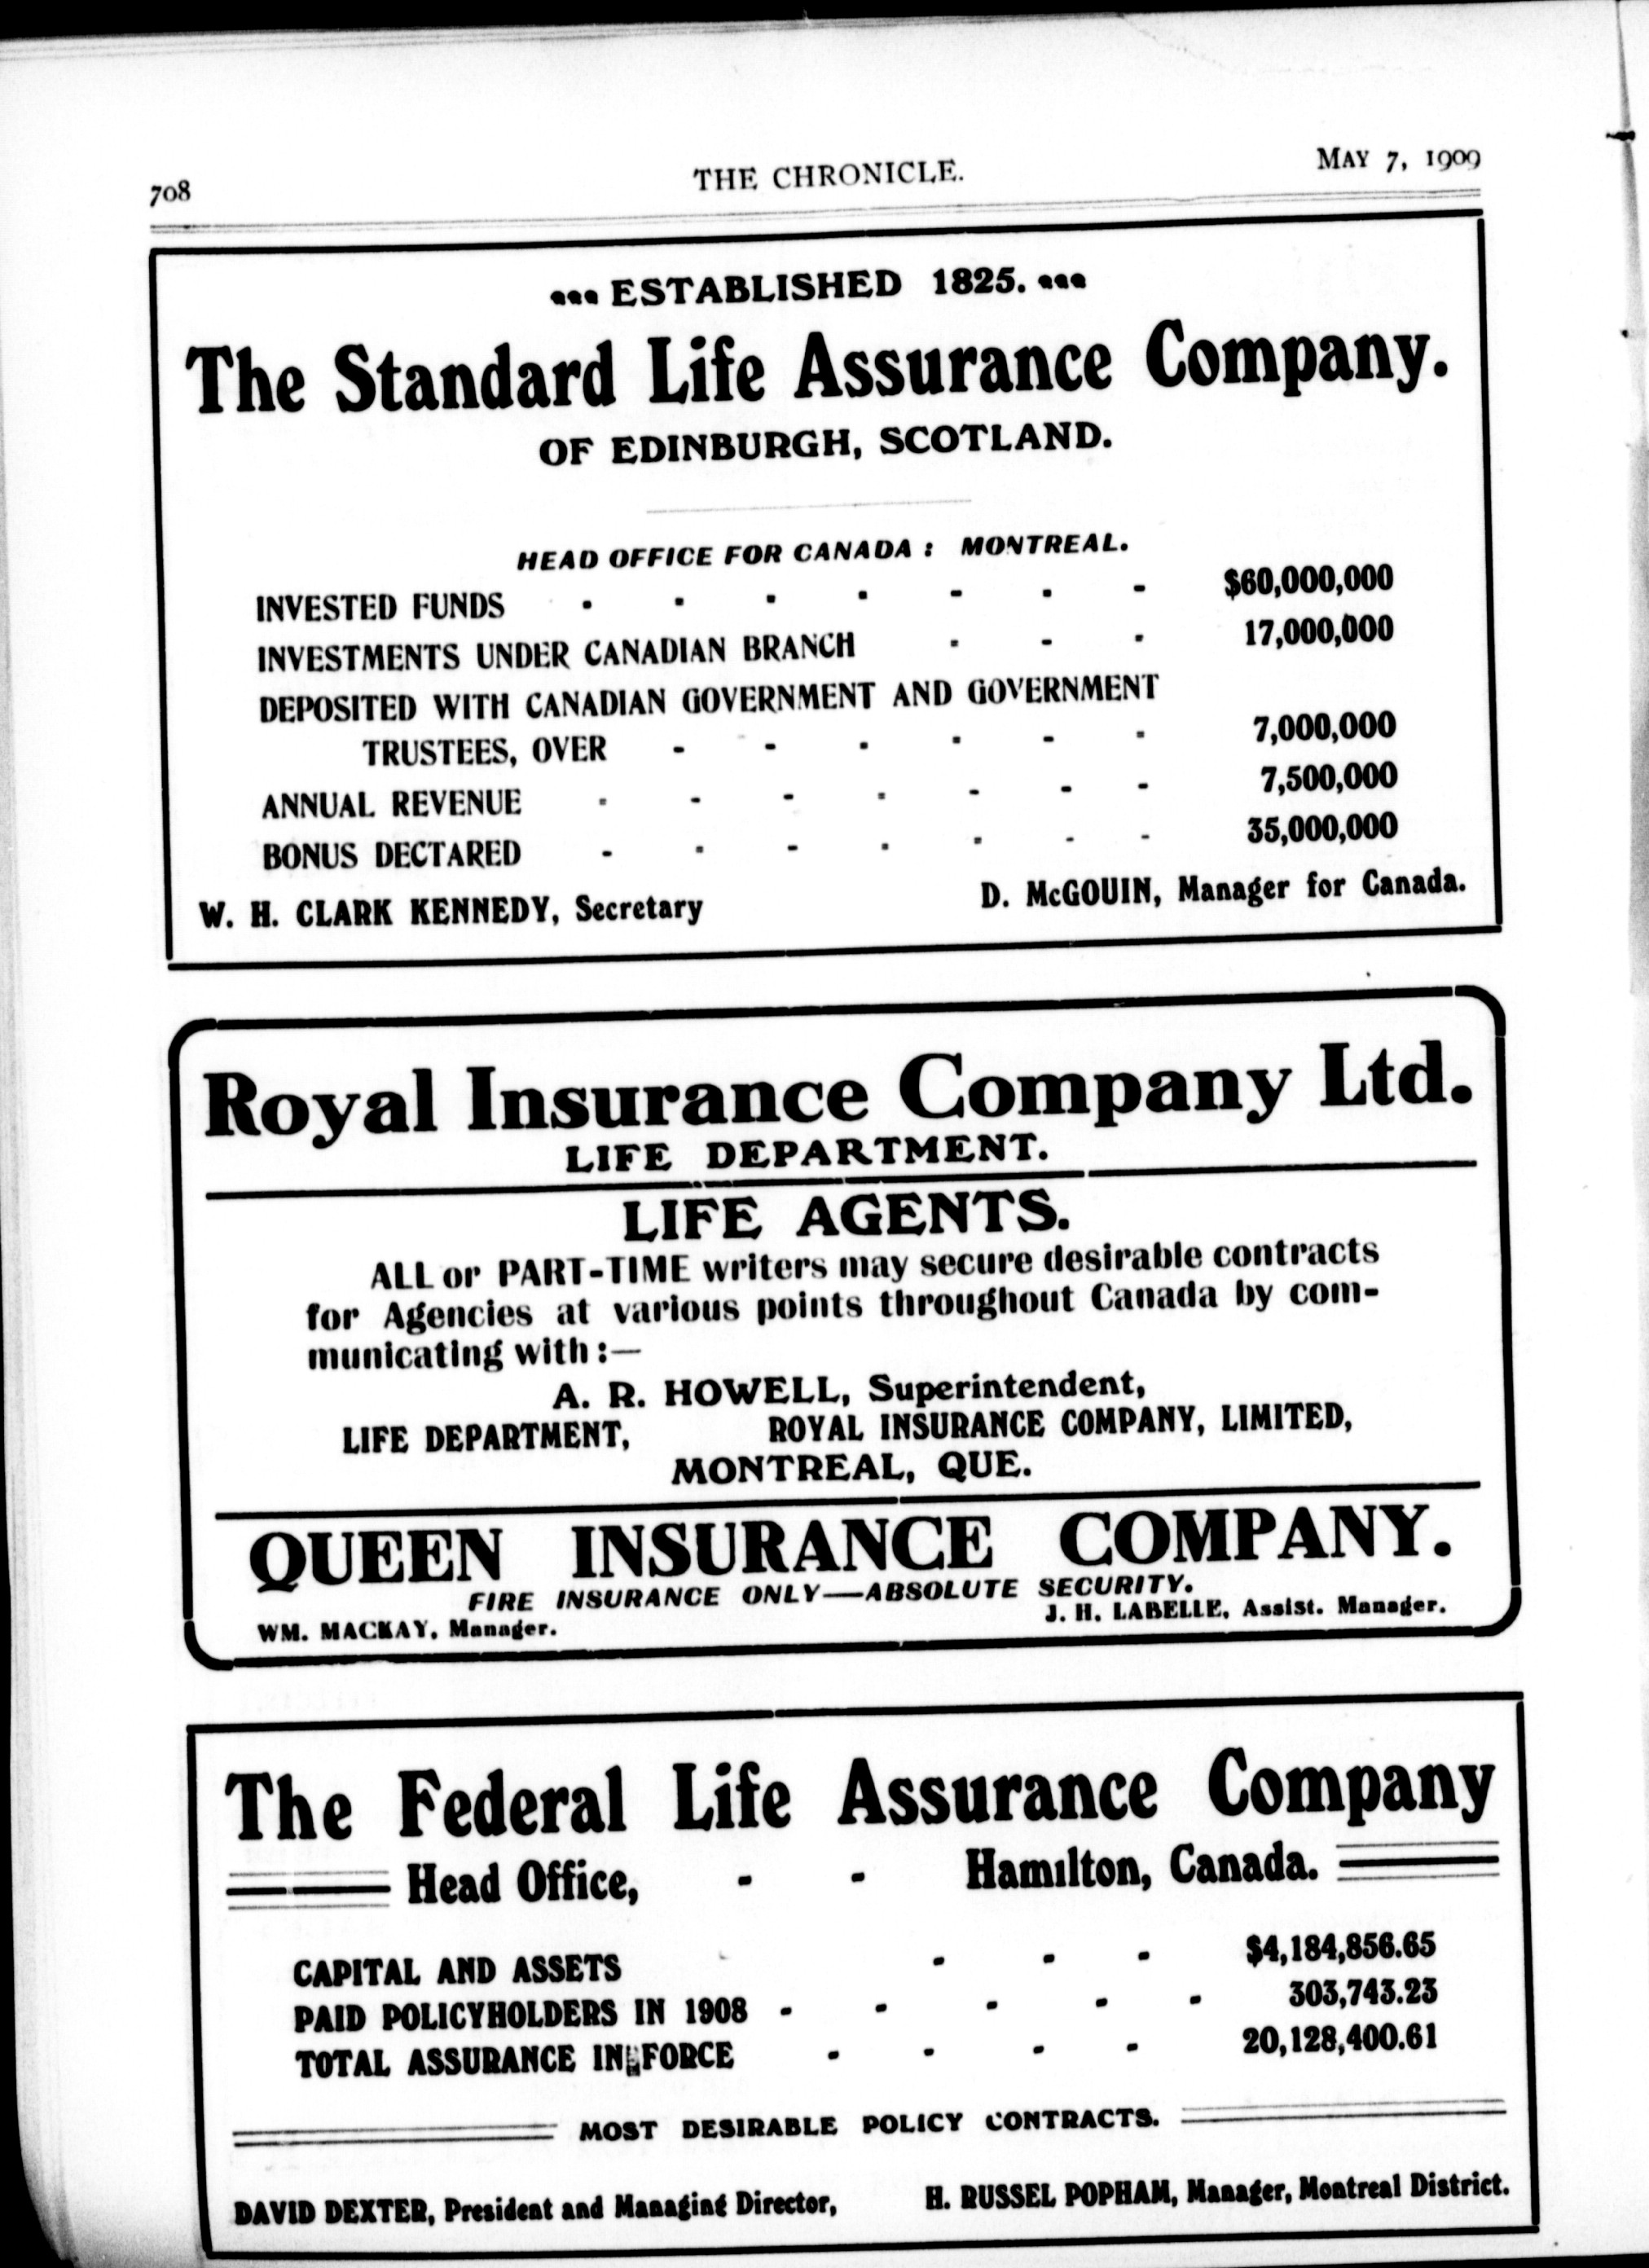 708
THE CHRONICLE.
MAY 7, 1909
ESTABLISHED 1825.
The Standard Life Assurance Company.
OF EDINBURGH, SCOTLAND.
HEAD OFFICE FOR CANADA : MONTREAL.
INVESTED FUNDS - - - - - - - $60,000,000
INVESTMENTS UNDER CANADIAN BRANCH - - - 17,000,000
DEPOSITED WITH CANADIAN GOVERNMENT AND GOVERNMENT
TRUSTEES, OVER - - - - - - 7,000,000
ANNUAL REVENUE - - - - - - - 7,500,000
BONUS DECTARED - - - - - - - 35,000,000
W. H. CLARK KENNEDY, Secretary D. McGOUIN, Manager for Canada.
Royal Insurance Company Ltd.
LIFE DEPARTMENT.
LIFE AGENTS.
ALL or PART-TIME writers may secure desirable contracts
for Agencies at various points throughout Canada by com-
municating with :—
A. R. HOWELL, Superintendent,
LIFE DEPARTMENT, ROYAL INSURANCE COMPANY, LIMITED,
MONTREAL, QUE.
QUEEN INSURANCE COMPANY.
FIRE INSURANCE ONLY—ABSOLUTE SECURITY.
WM. MACKAY, Manager. J. H. LABELLE, Assist. Manager.
The Federal Life Assurance Company
Head Office, - - Hamilton, Canada.
CAPITAL AND ASSETS - - - $4,184,856.65
PAID POLICYHOLDERS IN 1908 - - - - - 303,743.23
TOTAL ASSURANCE IN FORCE - - - - 20,128,400.61
MOST DESIRABLE POLICY CONTRACTS.
DAVID DEXTER, President and Managing Director, H. RUSSEL POPHAM, Manager, Montreal District.